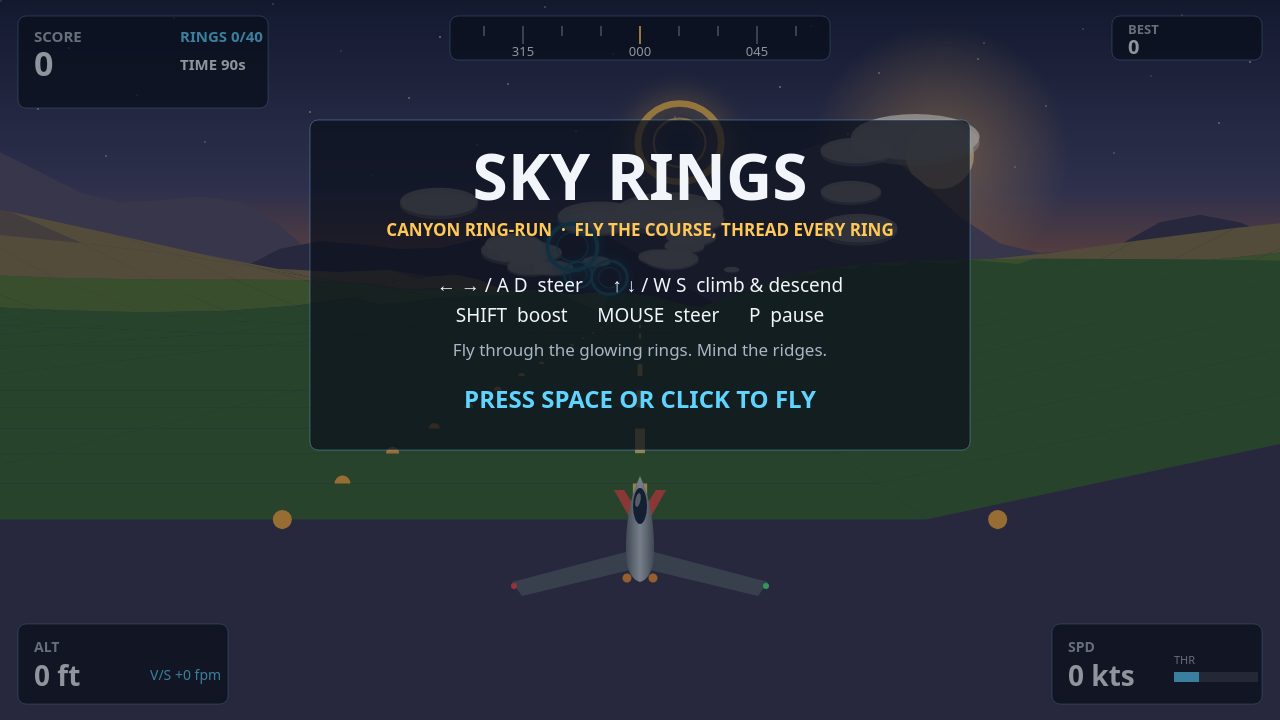 SCORE
0
RINGS 0/40
TIME 90s
315 000 045
BEST
0
SKY RINGS
CANYON RING-RUN · FLY THE COURSE, THREAD EVERY RING
← → / A D steer ↑ ↓ / W S climb & descend
SHIFT boost MOUSE steer P pause
Fly through the glowing rings. Mind the ridges.
PRESS SPACE OR CLICK TO FLY
ALT
0 ft
V/S +0 fpm
SPD
0 kts
THR